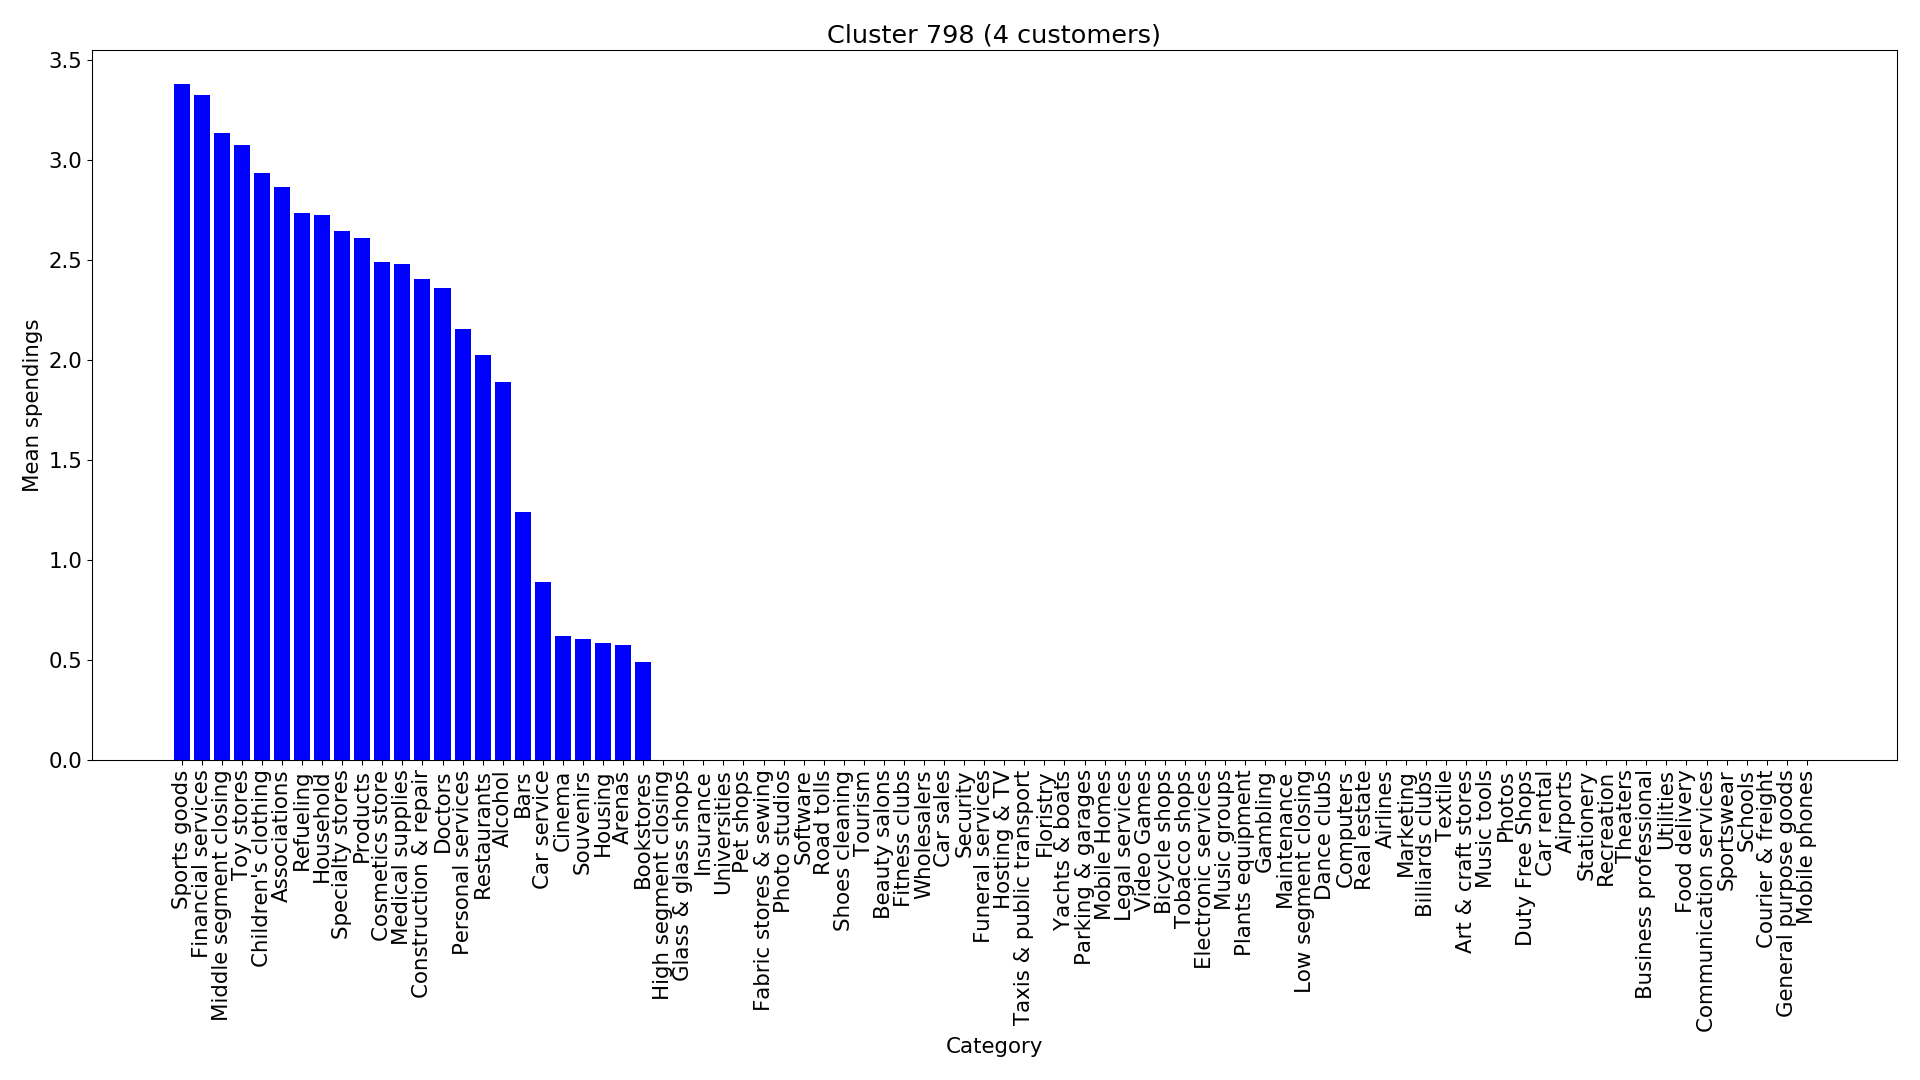 Cluster 798 (4 customers)
3.5
3.0
2.5
2.0
1.5
1.0
0.5
0.0
Mean spendings
Sports goods
Financial services
Middle segment closing
Toy stores
Children's clothing
Associations
Refueling
Household
Specialty stores
Products
Cosmetics store
Medical supplies
Construction & repair
Doctors
Personal services
Restaurants
Alcohol
Bars
Car service
Cinema
Souvenirs
Housing
Arenas
Bookstores
High segment closing
Glass & glass shops
Insurance
Universities
Pet shops
Fabric stores & sewing
Photo studios
Software
Road tolls
Shoes cleaning
Tourism
Beauty salons
Fitness clubs
Wholesalers
Car sales
Security
Funeral services
Hosting & TV
Taxis & public transport
Floristry
Yachts & boats
Parking & garages
Mobile Homes
Legal services
Video Games
Bicycle shops
Tobacco shops
Electronic services
Music groups
Plants equipment
Gambling
Maintenance
Low segment closing
Dance clubs
Computers
Real estate
Airlines
Marketing
Billiards clubs
Textile
Art & craft stores
Music tools
Photos
Duty Free Shops
Car rental
Airports
Stationery
Recreation
Theaters
Business professional
Utilities
Food delivery
Communication services
Sportswear
Schools
Courier & freight
General purpose goods
Mobile phones
Category